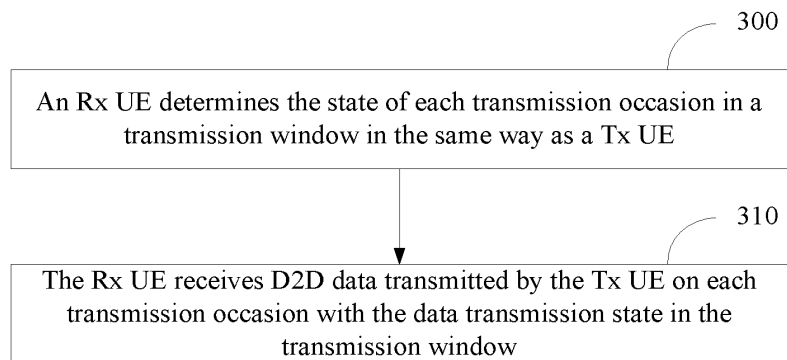 300
An Rx UE determines the state of each transmission occasion in a
transmission window in the same way as a Tx UE
310
The Rx UE receives D2D data transmitted by the Tx UE on each
transmission occasion with the data transmission state in the
transmission window